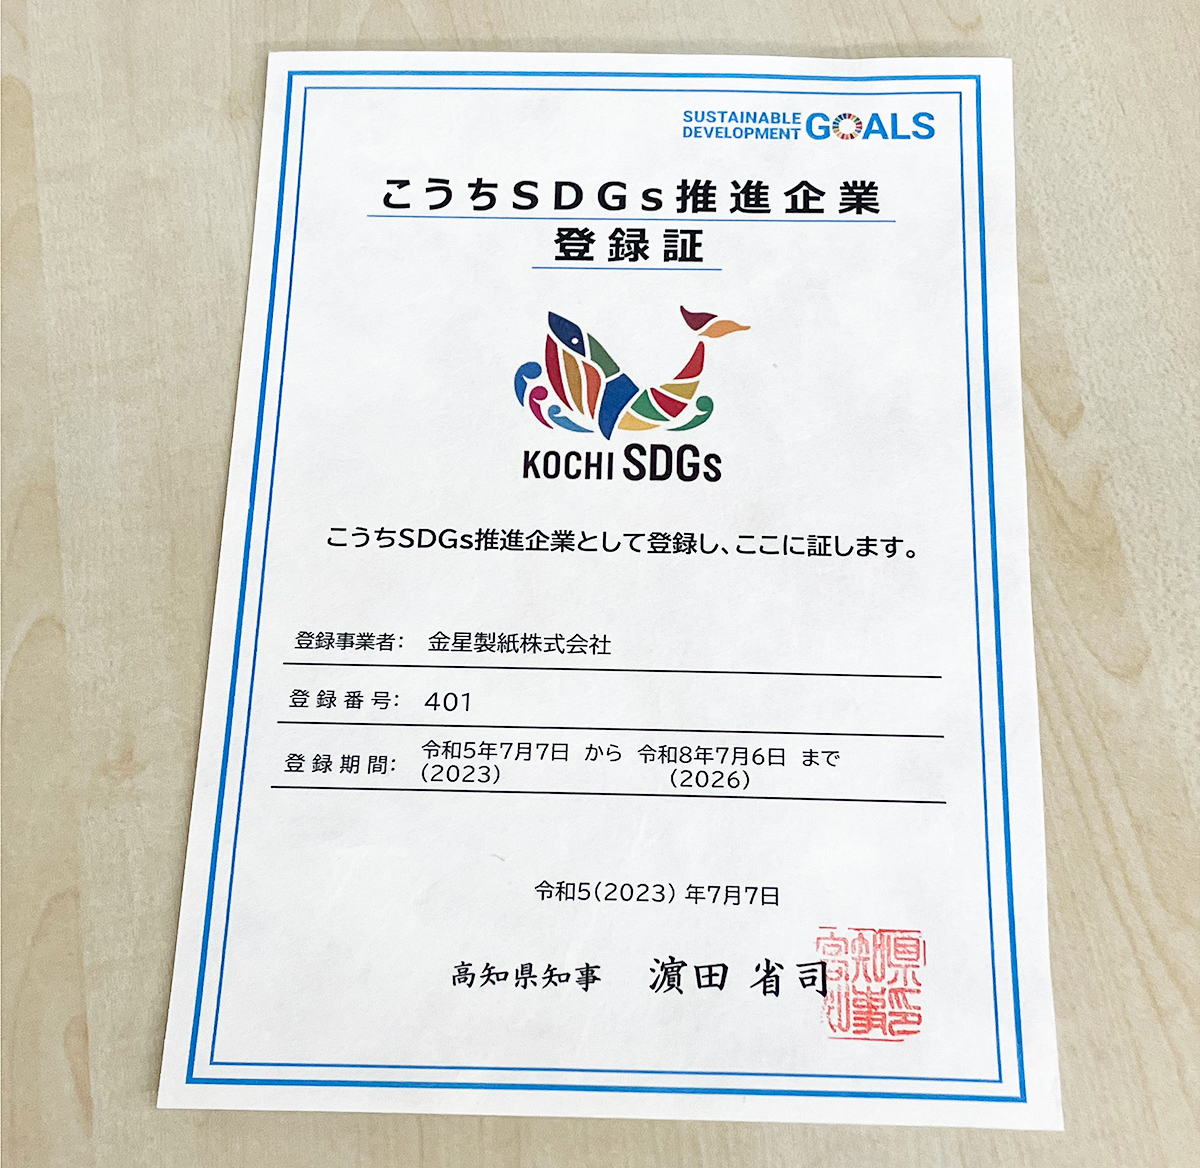 SUSTAINABLE
DEVELOPMENT
GOALS
こうちSDGs推進企業
登録証
KOCHI SDGs
こうちSDGs推進企業として登録し、ここに証します。
登録事業者： 金星製紙株式会社
登録番号： 401
登録期間： 令和5年7月7日 から 令和8年7月6日 まで
(2023) (2026)
令和5(2023) 年7月7日
高知県知事 濵田 省司